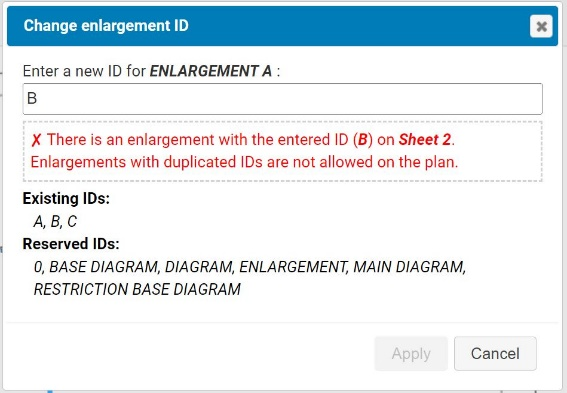 Change enlargement ID
Enter a new ID for ENLARGEMENT A :
B
✗ There is an enlargement with the entered ID (B) on Sheet 2.
Enlargements with duplicated IDs are not allowed on the plan.
Existing IDs:
A, B, C
Reserved IDs:
0, BASE DIAGRAM, DIAGRAM, ENLARGEMENT, MAIN DIAGRAM,
RESTRICTION BASE DIAGRAM
Apply
Cancel